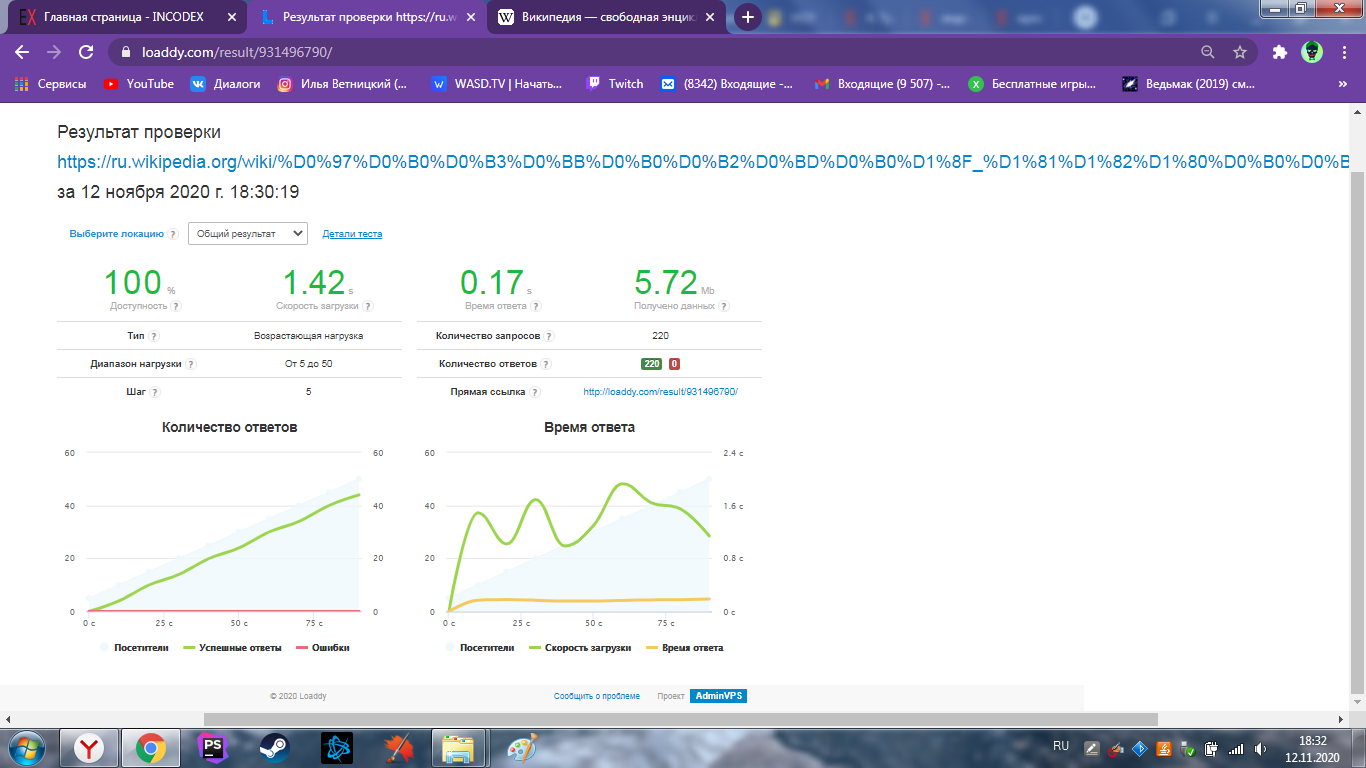 Главная страница - INCODEX
Результат проверки https://ru.w
Википедия — свободная энцик
loaddy.com/result/931496790/
Сервисы
YouTube
Диалоги
Илья Ветницкий (...
WASD.TV | Начать...
Twitch
(8342) Входящие -...
Входящие (9 507) -...
Бесплатные игры...
Ведьмак (2019) см...
»
Результат проверки
https://ru.wikipedia.org/wiki/%D0%97%D0%B0%D0%B3%D0%BB%D0%B0%D0%B2%D0%BD%D0%B0%D1%8F_%D1%81%D1%82%D1%80%D0%B0%D0%B
за 12 ноября 2020 г. 18:30:19
Выберите локацию ? Общий результат Детали теста
100 % 1.42 s 0.17 s 5.72 Mb
Доступность ? Скорость загрузки ? Время ответа ? Получено данных ?
Тип ? Возрастающая нагрузка Количество запросов ? 220
Диапазон нагрузки ? От 5 до 50 Количество ответов ? 220 0
Шаг ? 5 Прямая ссылка ? http://loaddy.com/result/931496790/
Количество ответов
60 60
40 40
20 20
0 0
0 с 25 с 50 с 75 с
Посетители Успешные ответы Ошибки
Время ответа
60 2.4 с
40 1.6 с
20 0.8 с
0 0 с
0 с 25 с 50 с 75 с
Посетители Скорость загрузки Время ответа
© 2020 Loaddy Сообщить о проблеме Проект AdminVPS
PS
RU
18:32
12.11.2020